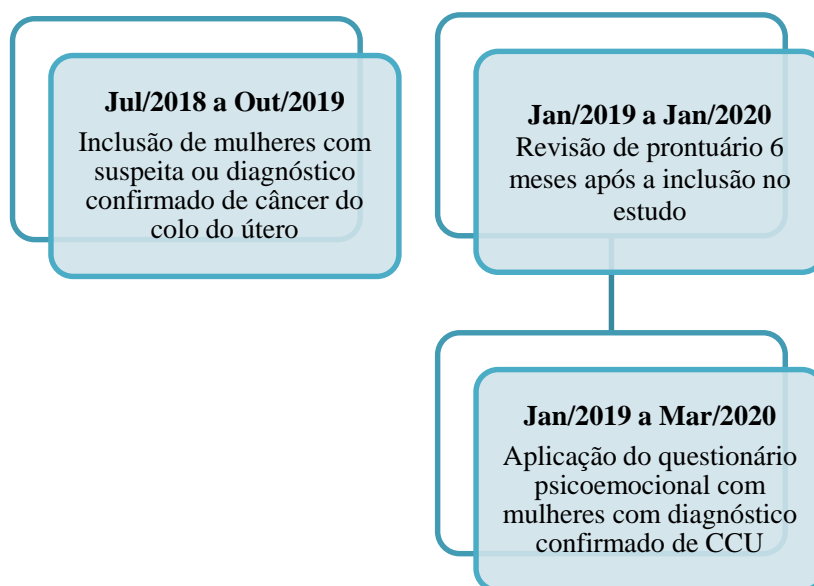 Jul/2018 a Out/2019
Inclusão de mulheres com
suspeita ou diagnóstico
confirmado de câncer do
colo do útero
Jan/2019 a Jan/2020
Revisão de prontuário 6
meses após a inclusão no
estudo
Jan/2019 a Mar/2020
Aplicação do questionário
psicoemocional com
mulheres com diagnóstico
confirmado de CCU